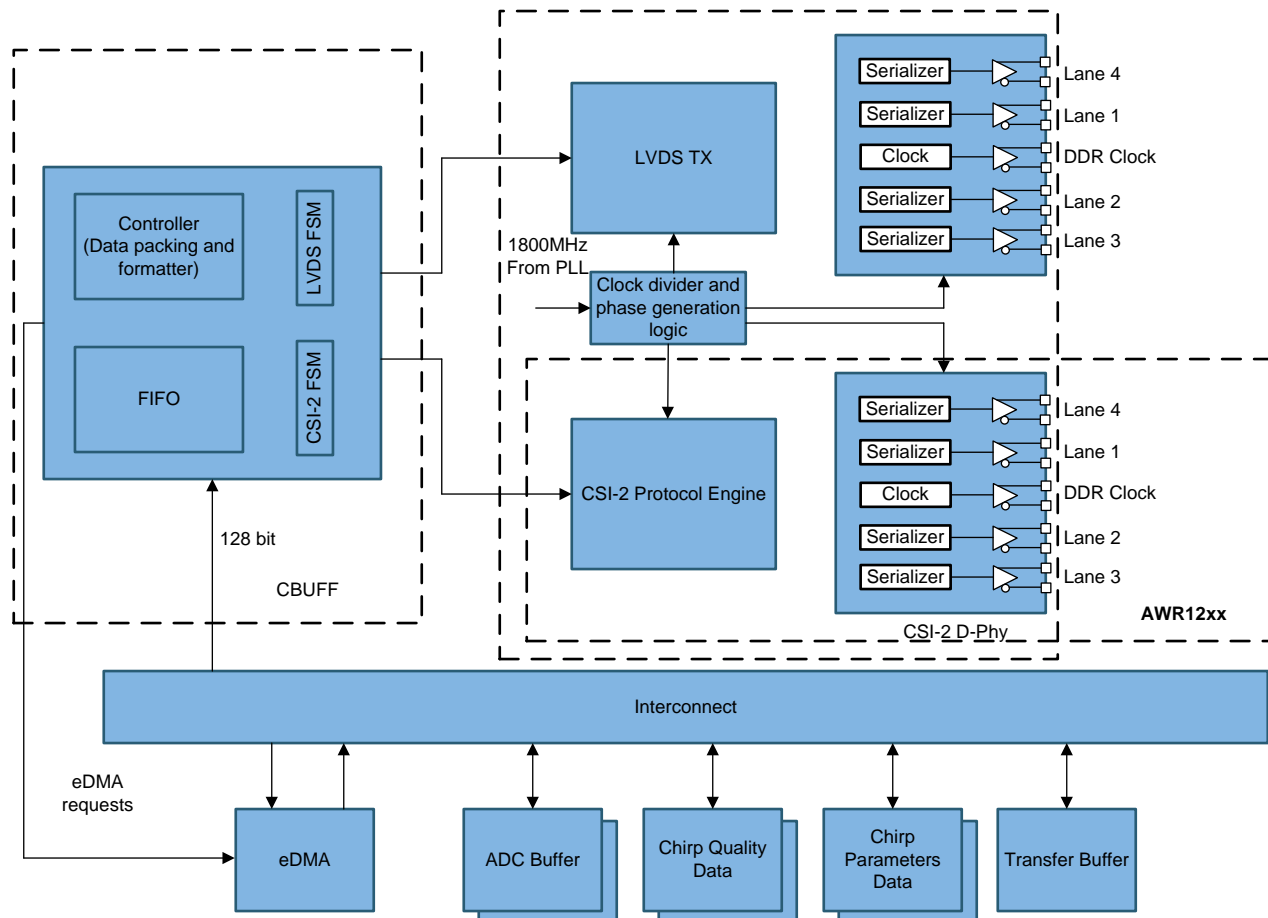 Controller
(Data packing and
formatter)
LVDS FSM
FIFO
CSI-2 FSM
128 bit
CBUFF
LVDS TX
1800MHz
From PLL
Clock divider and
phase generation
logic
CSI-2 Protocol Engine
Serializer
Lane 4
Serializer
Lane 1
Clock
DDR Clock
Serializer
Lane 2
Serializer
Lane 3
Serializer
Lane 4
Serializer
Lane 1
Clock
DDR Clock
Serializer
Lane 2
Serializer
Lane 3
CSI-2 D-Phy
AWR12xx
Interconnect
eDMA
requests
eDMA
ADC Buffer
Chirp Quality
Data
Chirp
Parameters
Data
Transfer Buffer